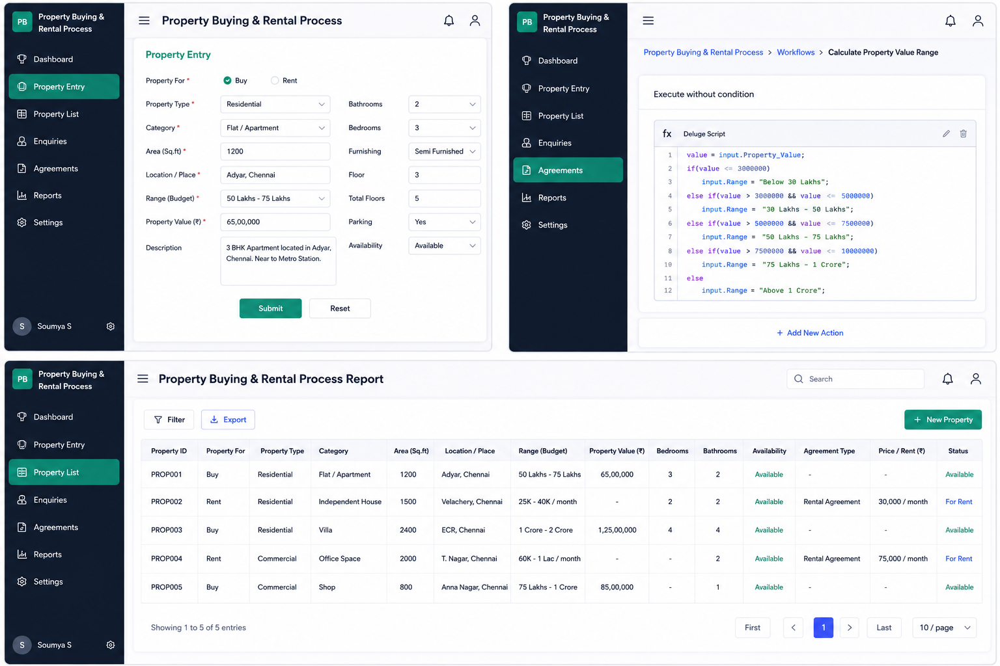 PB
Property Buying &
Rental Process
Dashboard
Property Entry
Property List
Enquiries
Agreements
Reports
Settings
S
Soumya S
Property Buying & Rental Process
Property Entry
Property For *
Buy
Rent
Property Type *
Residential
Bathrooms
2
Category *
Flat / Apartment
Bedrooms
3
Area (Sq.ft) *
1200
Furnishing
Semi Furnished
Location / Place *
Adyar, Chennai
Floor
3
Range (Budget) *
50 Lakhs - 75 Lakhs
Total Floors
5
Property Value (₹) *
65,00,000
Parking
Yes
Description
3 BHK Apartment located in Adyar,
Chennai. Near to Metro Station.
Availability
Available
Submit
Reset
PB
Property Buying &
Rental Process
Dashboard
Property Entry
Property List
Enquiries
Agreements
Reports
Settings
Property Buying & Rental Process > Workflows > Calculate Property Value Range
Execute without condition
fx Deluge Script
1 value = input.Property_Value;
2 if(value <= 3000000)
3 input.Range = "Below 30 Lakhs";
4 else if(value > 3000000 && value <= 5000000)
5 input.Range = "30 Lakhs - 50 Lakhs";
6 else if(value > 5000000 && value <= 7500000)
7 input.Range = "50 Lakhs - 75 Lakhs";
8 else if(value > 7500000 && value <= 10000000)
10 input.Range = "75 Lakhs - 1 Crore";
11 else
12 input.Range = "Above 1 Crore";
+ Add New Action
PB
Property Buying &
Rental Process
Dashboard
Property Entry
Property List
Enquiries
Agreements
Reports
Settings
S
Soumya S
Property Buying & Rental Process Report
Search
Filter
Export
+ New Property
Property ID Property For Property Type Category Area (Sq.ft) Location / Place Range (Budget) Property Value (₹) Bedrooms Bathrooms Availability Agreement Type Price / Rent (₹) Status
PROP001 Buy Residential Flat / Apartment 1200 Adyar, Chennai 50 Lakhs - 75 Lakhs 65,00,000 3 2 Available - - Available
PROP002 Rent Residential Independent House 1500 Velachery, Chennai 25K - 40K / month - 2 2 Available Rental Agreement 30,000 / month For Rent
PROP003 Buy Residential Villa 2400 ECR, Chennai 1 Crore - 2 Crore 1,25,00,000 4 4 Available - - Available
PROP004 Rent Commercial Office Space 2000 T. Nagar, Chennai 60K - 1 Lac / month - - 2 Available Rental Agreement 75,000 / month For Rent
PROP005 Buy Commercial Shop 800 Anna Nagar, Chennai 75 Lakhs - 1 Crore 85,00,000 - 1 Available - - Available
Showing 1 to 5 of 5 entries
First < 1 > Last 10 / page